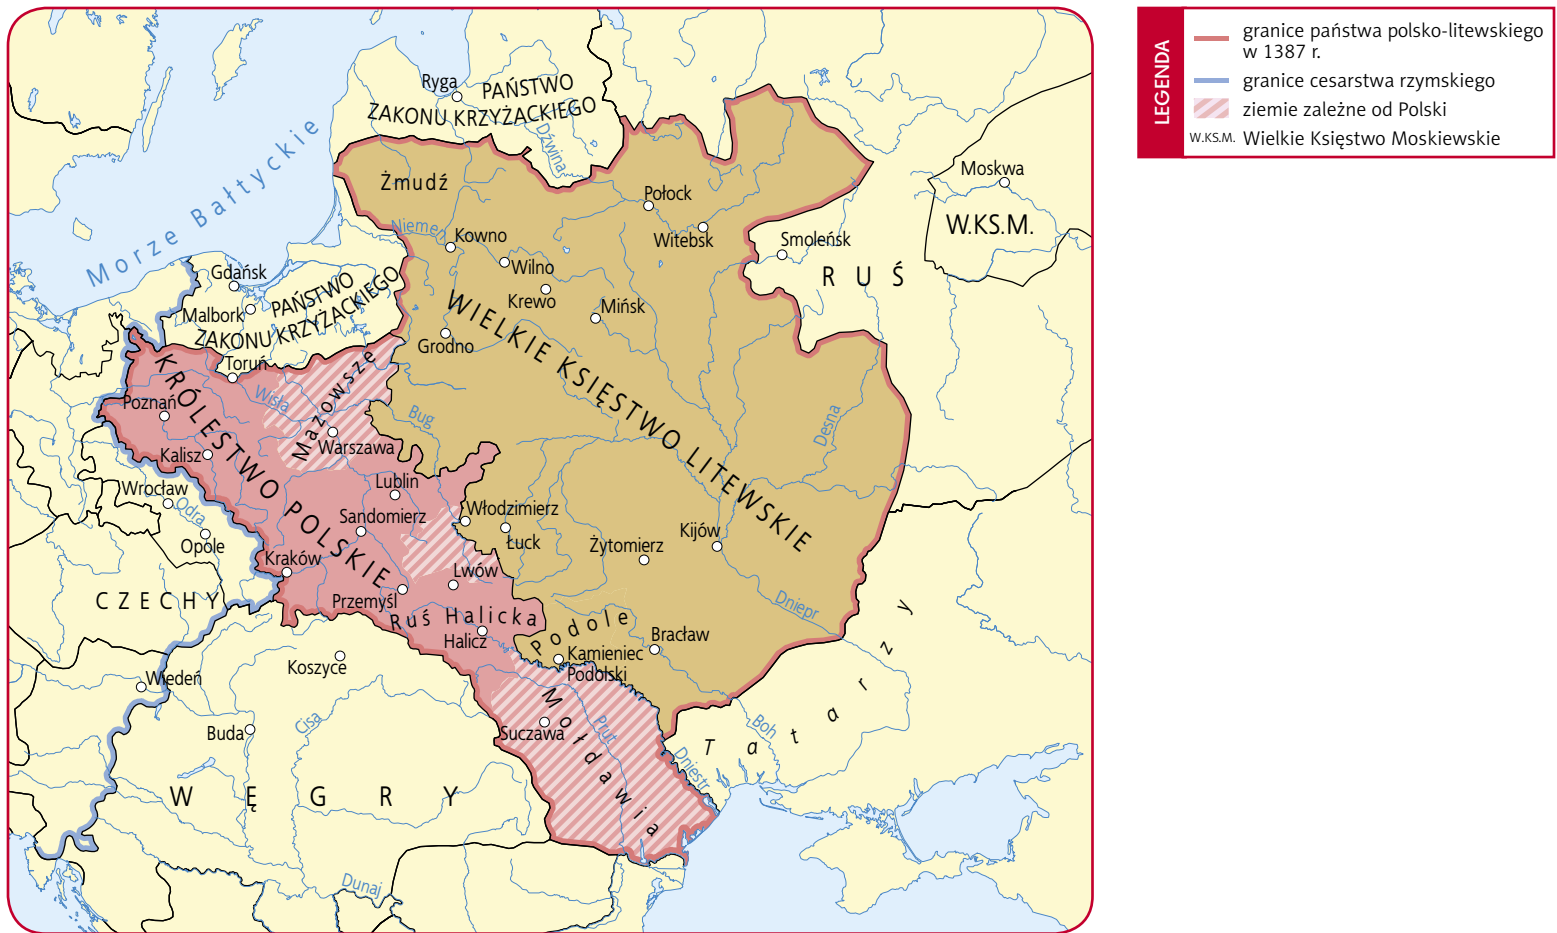 Ryga
PAŃSTWO
ZAKONU KRZYŻACKIEGO
Dźwina
Morze Bałtyckie
Żmudź
Połock
Moskwa
Niemen
Kowno
Witebsk
Smoleńsk
W.KS.M.
Wilno
RUŚ
Gdańsk
PAŃSTWO
ZAKONU KRZYŻACKIEGO
Krewo
Malbork
Mińsk
Grodno
WIELKIE KSIĘSTWO LITEWSKIE
Toruń
KRÓLESTWO POLSKIE
Mazowsze
Wisła
Poznań
Bug
Desna
Warszawa
Kalisz
Wrocław
Lublin
Odra
Sandomierz
Włodzimierz
Opole
Łuck
Żytomierz
Kijów
Kraków
Lwów
CZECHY
Przemyśl
Ruś Halicka
Dniepr
Halicz
Podole
Bracław
Koszyce
Kamieniec
Podolski
Wiedeń
Mołdawia
Tatarzy
Buda
Cisa
Suczawa
Prut
Boh
Dniestr
WĘGRY
Dunaj
LEGENDA
granice państwa polsko-litewskiego
w 1387 r.
granice cesarstwa rzymskiego
ziemie zależne od Polski
W.KS.M. Wielkie Księstwo Moskiewskie